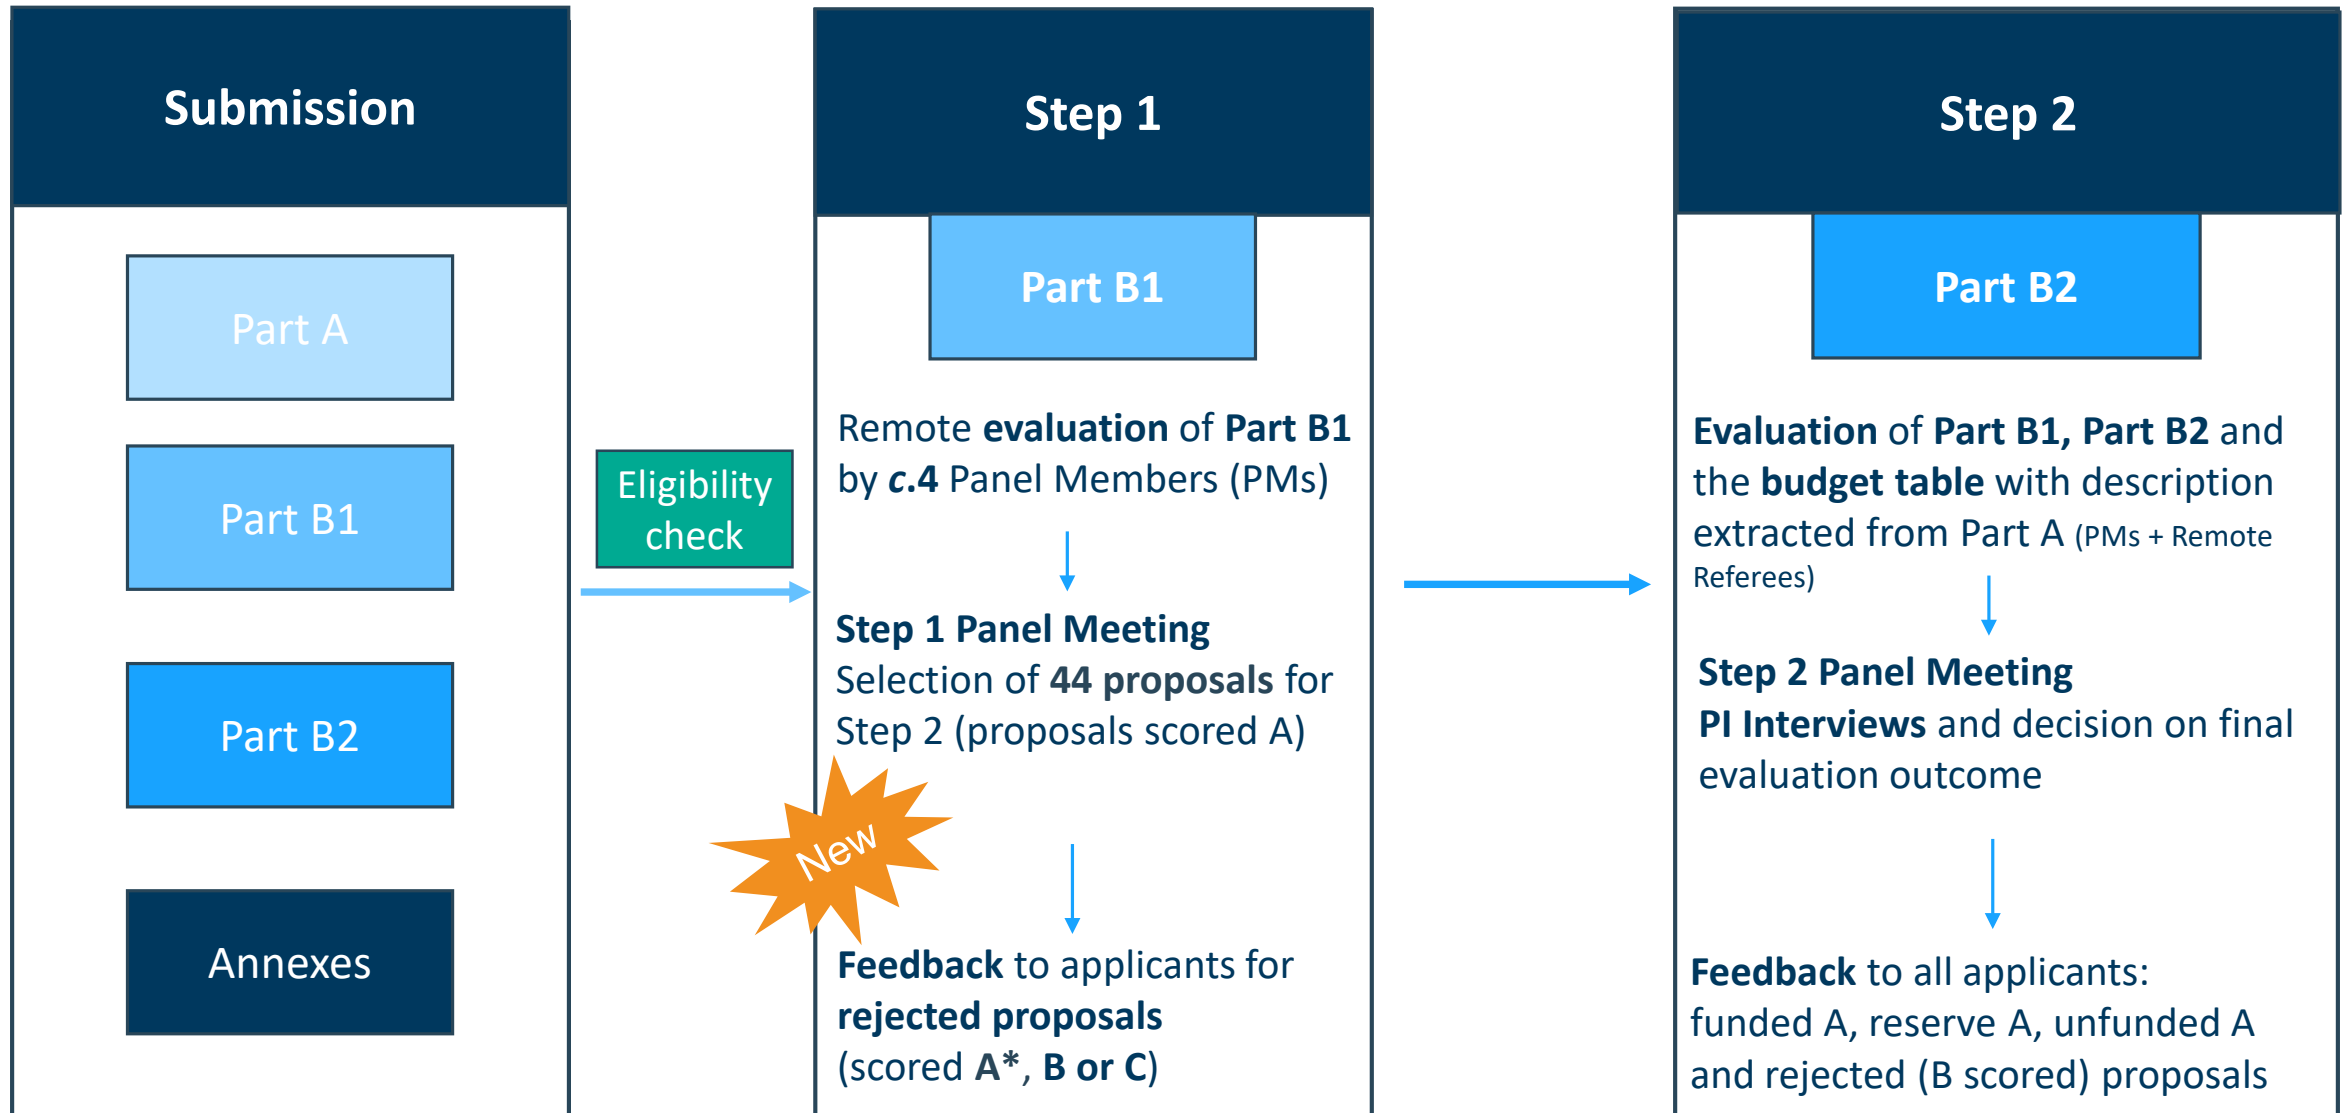 Submission
Part A
Part B1
Part B2
Annexes
Eligibility
check
Step 1
Part B1
Remote evaluation of Part B1
by c.4 Panel Members (PMs)
Step 1 Panel Meeting
Selection of 44 proposals for
Step 2 (proposals scored A)
New
Feedback to applicants for
rejected proposals
(scored A*, B or C)
Step 2
Part B2
Evaluation of Part B1, Part B2 and
the budget table with description
extracted from Part A (PMs + Remote
Referees)
Step 2 Panel Meeting
PI Interviews and decision on final
evaluation outcome
Feedback to all applicants:
funded A, reserve A, unfunded A
and rejected (B scored) proposals